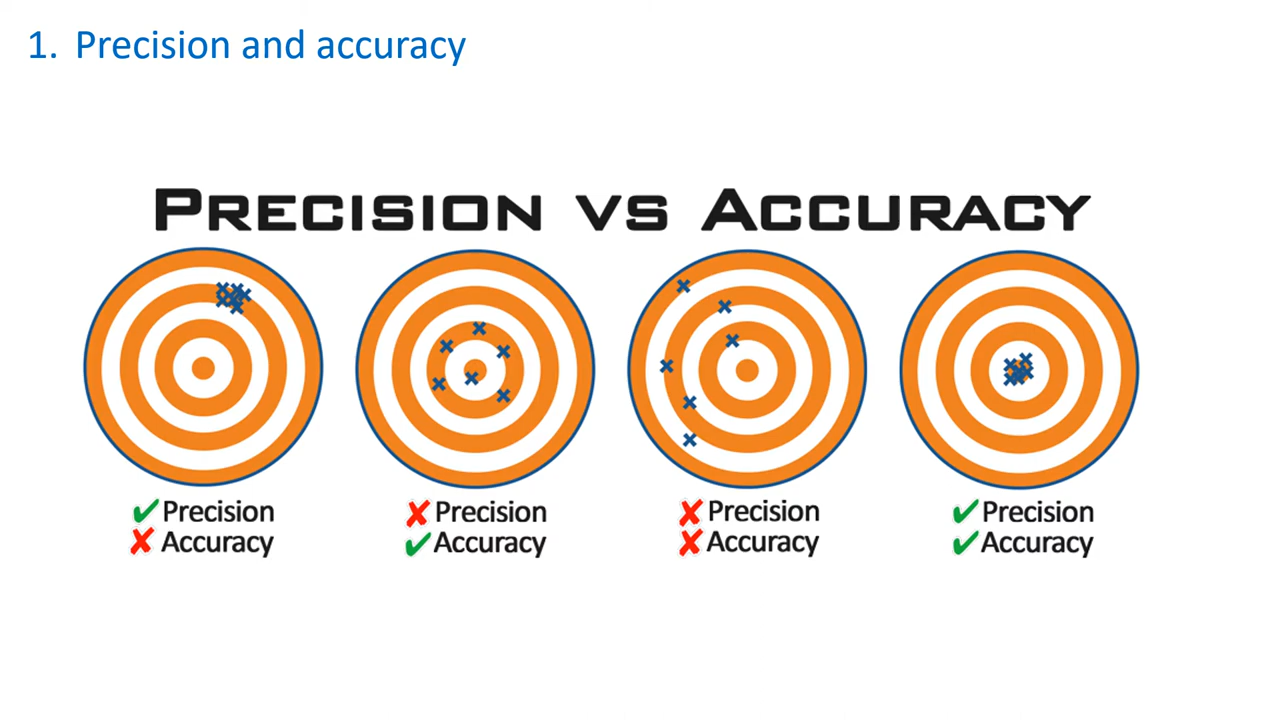 1. Precision and accuracy
PRECISION VS ACCURACY
✔Precision
✘Accuracy
✘Precision
✔Accuracy
✘Precision
✘Accuracy
✔Precision
✔Accuracy